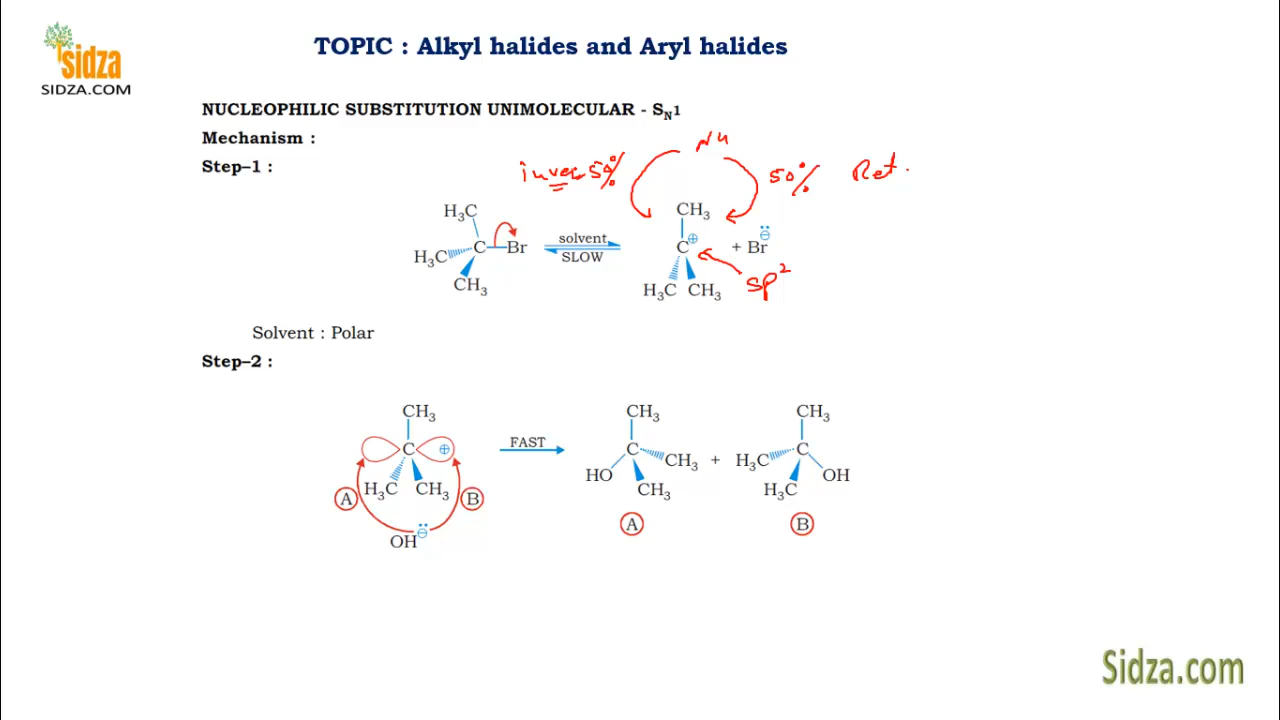 sidza
SIDZA.COM
TOPIC : Alkyl halides and Aryl halides
NUCLEOPHILIC SUBSTITUTION UNIMOLECULAR - SN1
Mechanism :
Step–1 :
inver 50%
Nu
50% Ret.
H3C
H3C
C
Br
CH3
solvent
SLOW
CH3
C
⊕
H3C CH3
+ Br
⊖
sp2
Solvent : Polar
Step–2 :
CH3
C
⊕
H3C CH3
A
B
OH
⊖
FAST
CH3
C
HO
CH3
CH3
A
+
CH3
H3C
C
H3C
OH
B
Sidza.com